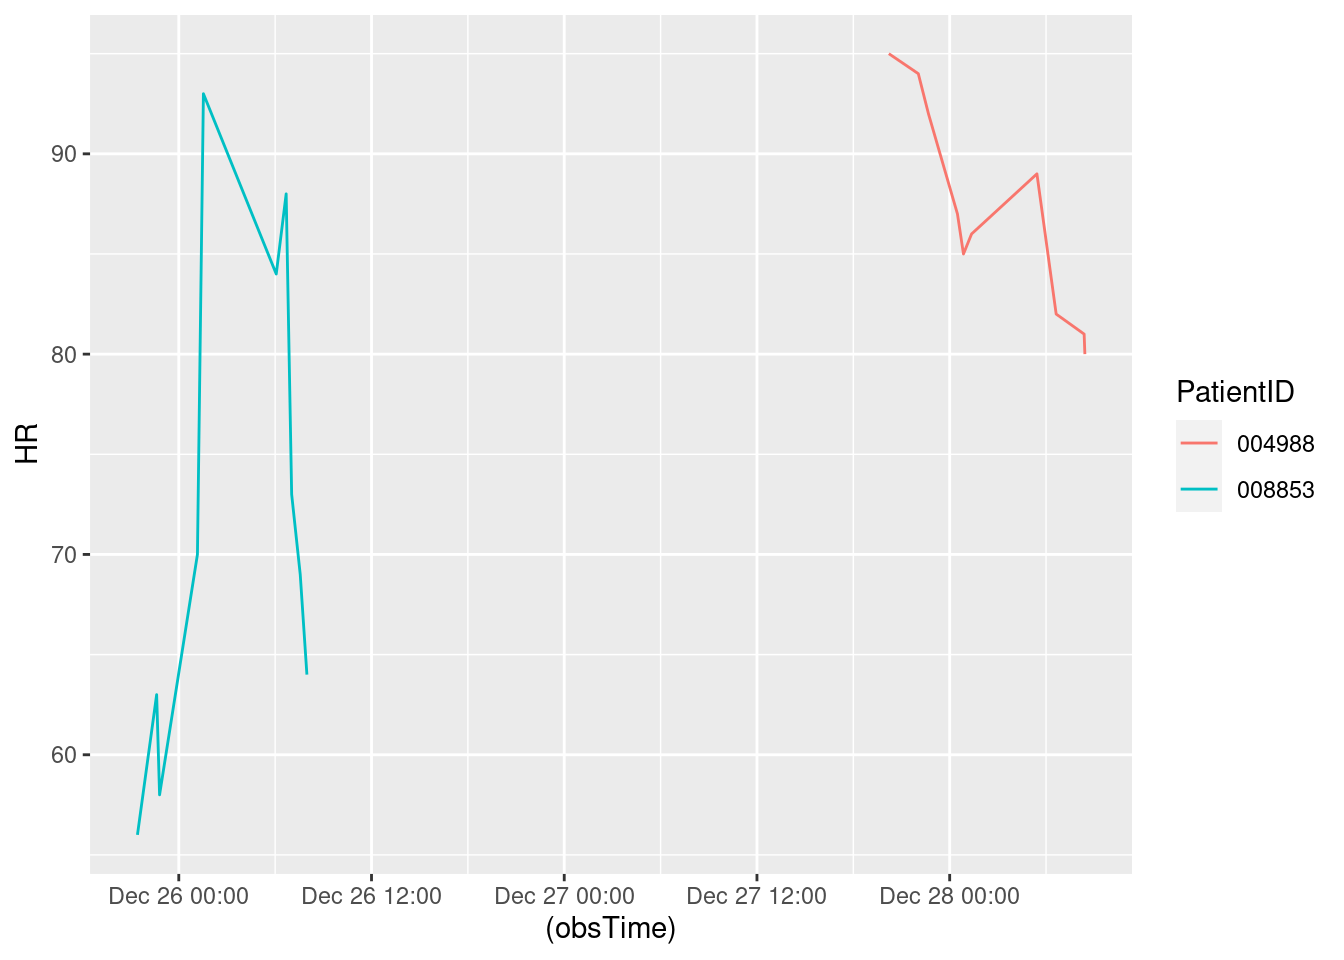 HR
90
80
70
60
Dec 26 00:00
Dec 26 12:00
Dec 27 00:00
Dec 27 12:00
Dec 28 00:00
(obsTime)
PatientID
004988
008853